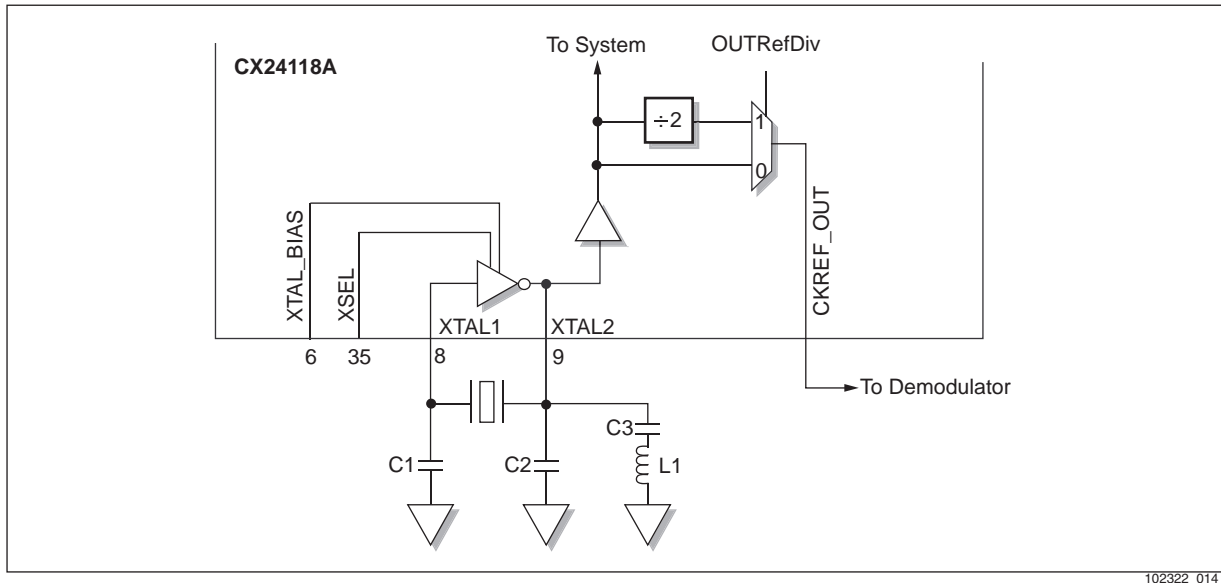 To System
OUTRefDiv
CX24118A
÷2
1
0
XTAL_BIAS
XSEL
CKREF_OUT
XTAL1
XTAL2
6
35
8
9
To Demodulator
C3
C1
C2
L1
102322_014